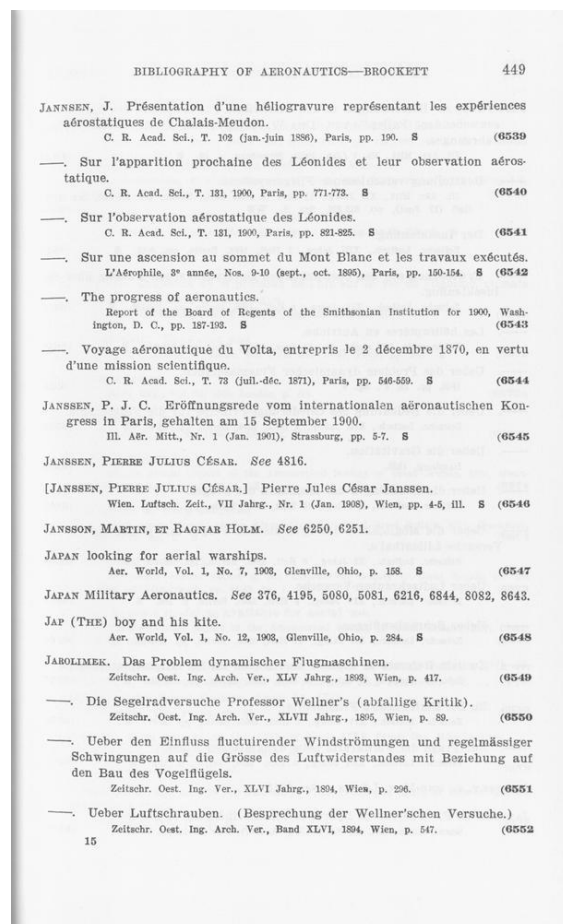 BIBLIOGRAPHY OF AERONAUTICS—BROCKETT 449
JANNSEN, J. Présentation d'une héliogravure représentant les expériences
aérostatiques de Chalais-Meudon.
C. R. Acad. Sci., T. 102 (jan.-juin 1886), Paris, pp. 190. S (6539
——. Sur l'apparition prochaine des Léonides et leur observation aéros-
tatique.
C. R. Acad. Sci., T. 131, 1900, Paris, pp. 771-773. S (6540
——. Sur l'observation aérostatique des Léonides.
C. R. Acad. Sci., T. 131, 1900, Paris, pp. 821-825. S (6541
——. Sur une ascension au sommet du Mont Blanc et les travaux exécutés.
L'Aérophile, 3e année, Nos. 9-10 (sept., oct. 1895), Paris, pp. 150-154. S (6542
——. The progress of aeronautics.
Report of the Board of Regents of the Smithsonian Institution for 1900, Wash-
ington, D. C., pp. 187-193. S (6543
——. Voyage aéronautique du Volta, entrepris le 2 décembre 1870, en vertu
d'une mission scientifique.
C. R. Acad. Sci., T. 73 (juil.-déc. 1871), Paris, pp. 546-559. S (6544
JANSSEN, P. J. C. Eröffnungsrede vom internationalen aëronautischen Kon-
gress in Paris, gehalten am 15 September 1900.
Ill. Aër. Mitt., Nr. 1 (Jan. 1901), Strassburg, pp. 5-7. S (6545
JANSSEN, PIERRE JULIUS CÉSAR. See 4816.
[JANSSEN, PIERRE JULIUS CÉSAR.] Pierre Jules César Janssen.
Wien. Luftsch. Zeit., VII Jahrg., Nr. 1 (Jan. 1908), Wien, pp. 4-5, ill. S (6546
JANSSON, MARTIN, ET RAGNAR HOLM. See 6250, 6251.
JAPAN looking for aerial warships.
Aer. World, Vol. 1, No. 7, 1903, Glenville, Ohio, p. 158. S (6547
JAPAN Military Aeronautics. See 376, 4195, 5080, 5081, 6216, 6844, 8082, 8643.
JAP (THE) boy and his kite.
Aer. World, Vol. 1, No. 12, 1903, Glenville, Ohio, p. 284. S (6548
JAROLIMEK. Das Problem dynamischer Flugmaschinen.
Zeitschr. Oest. Ing. Arch. Ver., XLV Jahrg., 1893, Wien, p. 417. (6549
——. Die Segelradversuche Professor Wellner's (abfallige Kritik).
Zeitschr. Oest. Ing. Arch. Ver., XLVII Jahrg., 1895, Wien, p. 89. (6550
——. Ueber den Einfluss fluctuirender Windströmungen und regelmässiger
Schwingungen auf die Grösse des Luftwiderstandes mit Beziehung auf
den Bau des Vogelflügels.
Zeitschr. Oest. Ing. Ver., XLVI Jahrg., 1894, Wien, p. 296. (6551
——. Ueber Luftschrauben. (Besprechung der Wellner'schen Versuche.)
Zeitschr. Oest. Ing. Arch. Ver., Band XLVI, 1894, Wien, p. 547. (6552
15